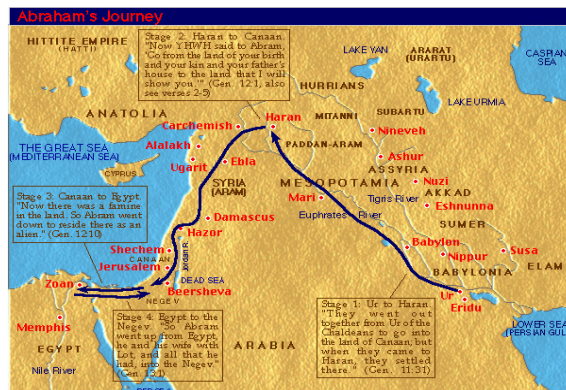 Abraham's Journey
HITTITE EMPIRE
(HATTI)
Stage 2: Haran to Canaan.
"Now YHWH said to Abram,
'Go from the land of your birth
and your kin and your father's
house to the land that I will
show you.'" (Gen. 12:1, also
see verses 2-5)
LAKE VAN
ARARAT
(URARTU)
CASPIAN
SEA
HURRIANS
LAKE URMIA
ANATOLIA
Carchemish
Haran
MITANNI
SUBARTU
Nineveh
THE GREAT SEA
(MEDITERRANEAN SEA)
Alalakh
PADDAN-ARAM
Ugarit
Ebla
Ashur
ASSYRIA
CYPRUS
SYRIA
(ARAM)
MESOPOTAMIA
Nuzi
Mari
Tigris River
AKKAD
Eshnunna
Stage 3: Canaan to Egypt.
"Now there was a famine
in the land. So Abram went
down to reside there as an
alien." (Gen. 12:10)
Damascus
Euphrates River
SUMER
Hazor
Shechem
CANAAN
Jordan R.
Babylon
Nippur
Susa
Jerusalem
DEAD SEA
BABYLONIA
ELAM
Zoan
Beersheva
NEGEV
Ur
Eridu
Memphis
Stage 4: Egypt to the
Negev. "So Abram
went up from Egypt,
he and his wife with
Lot, and all that he
had, into the Negev."
(Gen. 13:1)
Stage 1: Ur to Haran.
"They went out
together from Ur of the
Chaldeans to go into
the land of Canaan; but
when they came to
Haran, they settled
there." (Gen. 11:31)
LOWER SEA
(PERSIAN GULF)
EGYPT
ARABIA
Nile River